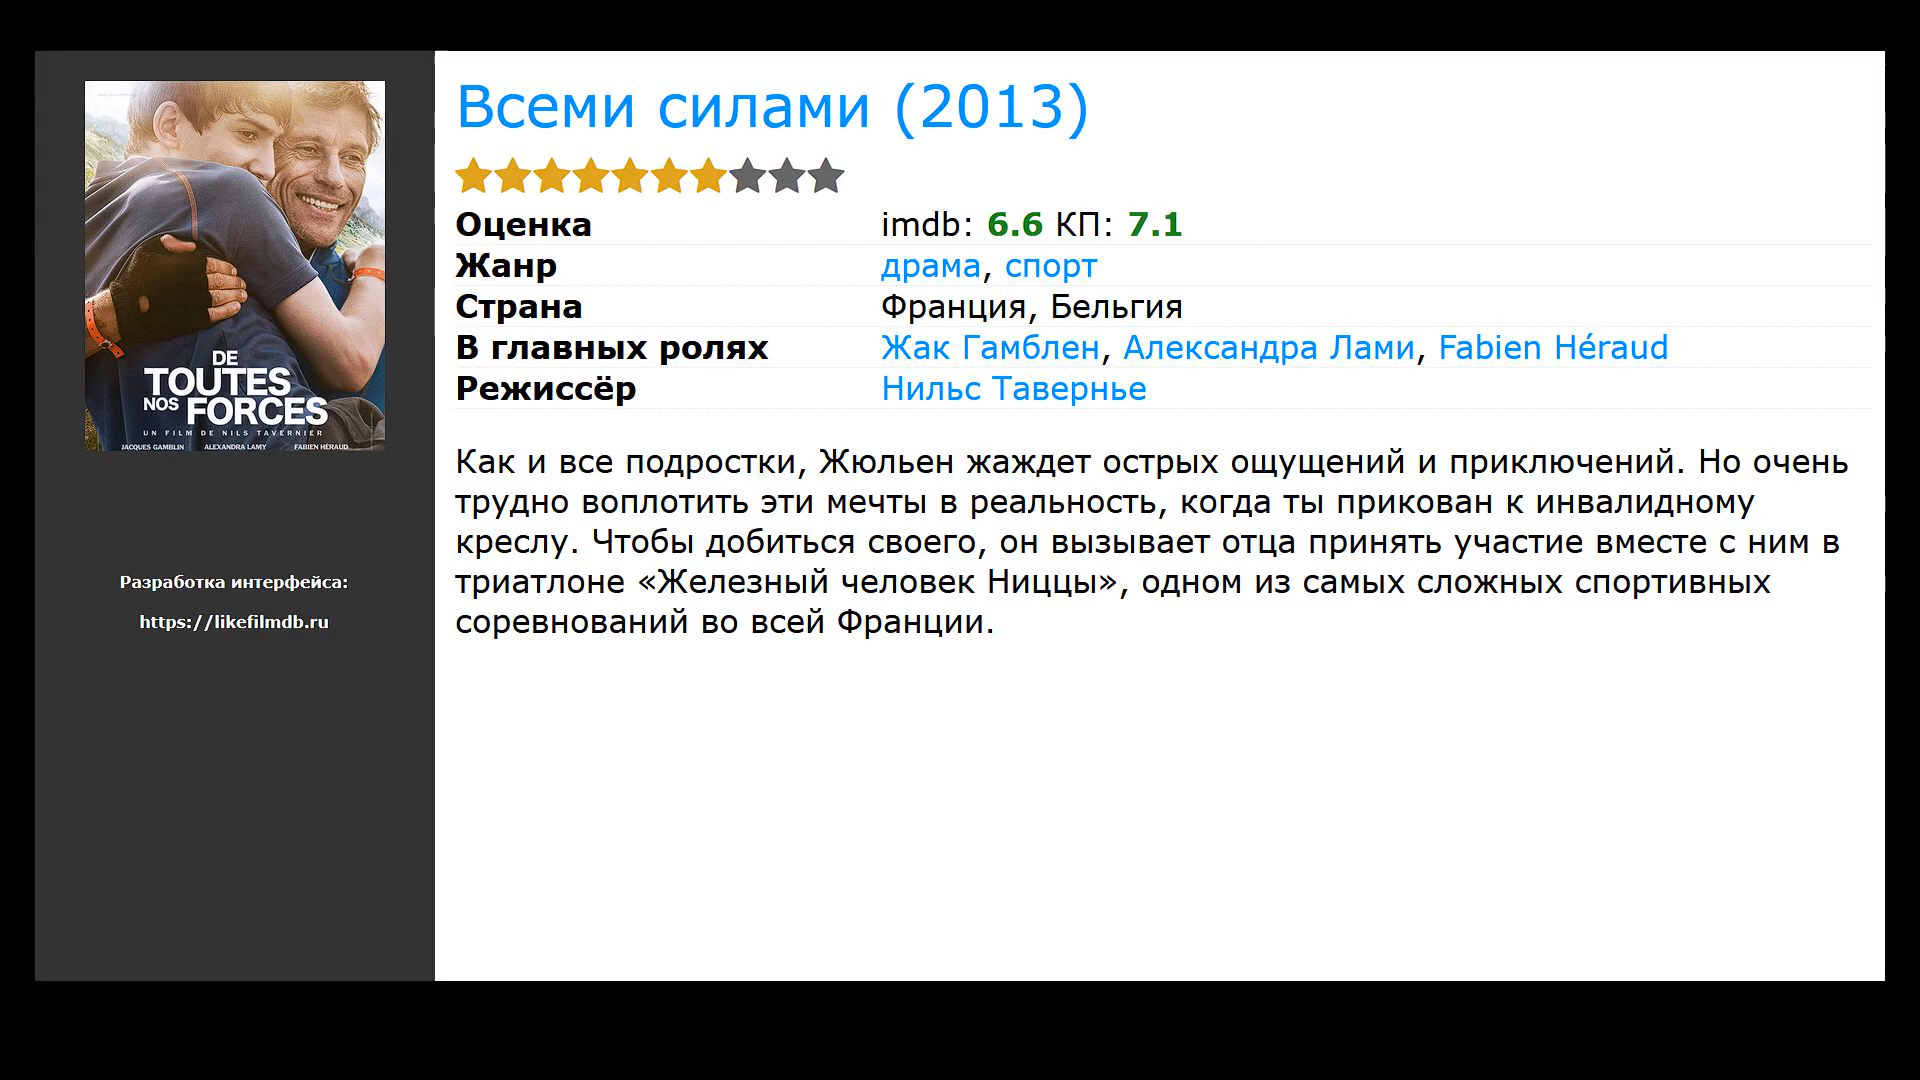 DE
TOUTES
NOS FORCES
UN FILM DE NILS TAVERNIER
JACQUES GAMBLIN ALEXANDRA LAMY FABIEN HÉRAUD
Разработка интерфейса:
https://likefilmdb.ru
Всеми силами (2013)
Оценка imdb: 6.6 КП: 7.1
Жанр драма, спорт
Страна Франция, Бельгия
В главных ролях Жак Гамблен, Александра Лами, Fabien Héraud
Режиссёр Нильс Тавернье
Как и все подростки, Жюльен жаждет острых ощущений и приключений. Но очень
трудно воплотить эти мечты в реальность, когда ты прикован к инвалидному
креслу. Чтобы добиться своего, он вызывает отца принять участие вместе с ним в
триатлоне «Железный человек Ниццы», одном из самых сложных спортивных
соревнований во всей Франции.